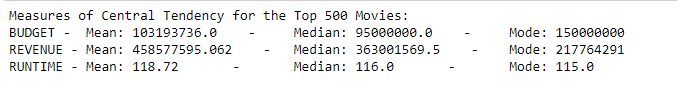 Measures of Central Tendency for the Top 500 Movies:
BUDGET - Mean: 103193736.0 - Median: 95000000.0 - Mode: 150000000
REVENUE - Mean: 458577595.062 - Median: 363001569.5 - Mode: 217764291
RUNTIME - Mean: 118.72 - Median: 116.0 - Mode: 115.0